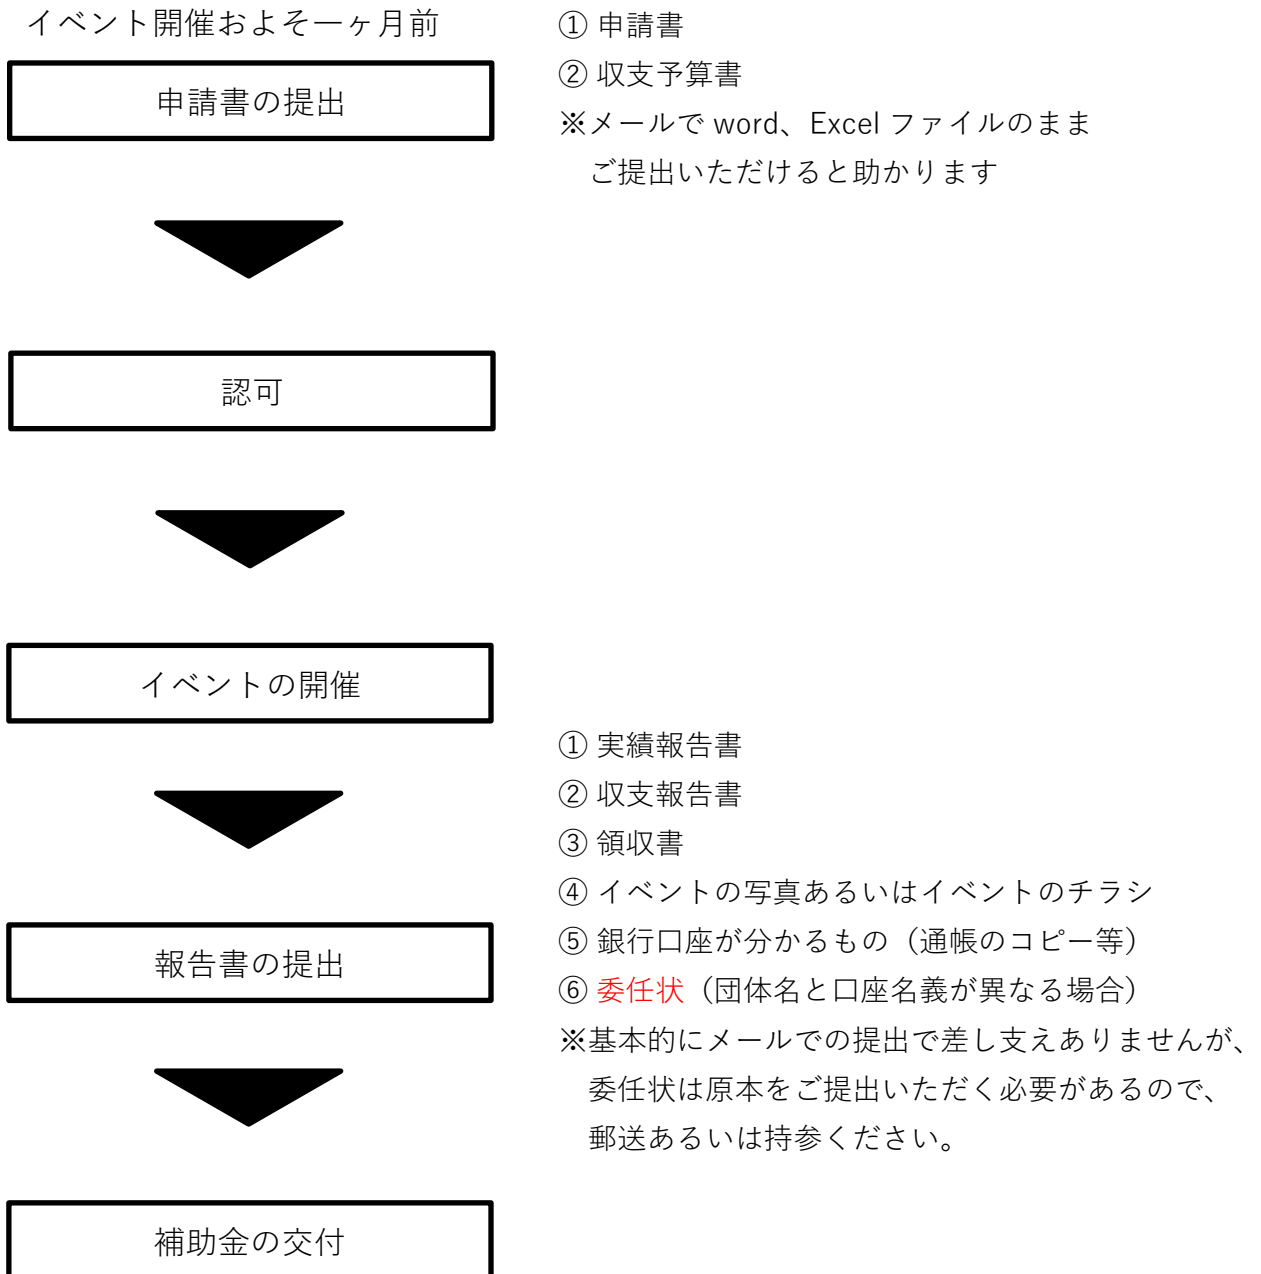 イベント開催およそ一ヶ月前
申請書の提出
① 申請書
② 収支予算書
※メールで word、Excel ファイルのまま
ご提出いただけると助かります
認可
イベントの開催
報告書の提出
① 実績報告書
② 収支報告書
③ 領収書
④ イベントの写真あるいはイベントのチラシ
⑤ 銀行口座が分かるもの（通帳のコピー等）
⑥ 委任状（団体名と口座名義が異なる場合）
※基本的にメールでの提出で差し支えありませんが、
委任状は原本をご提出いただく必要があるので、
郵送あるいは持参ください。
補助金の交付